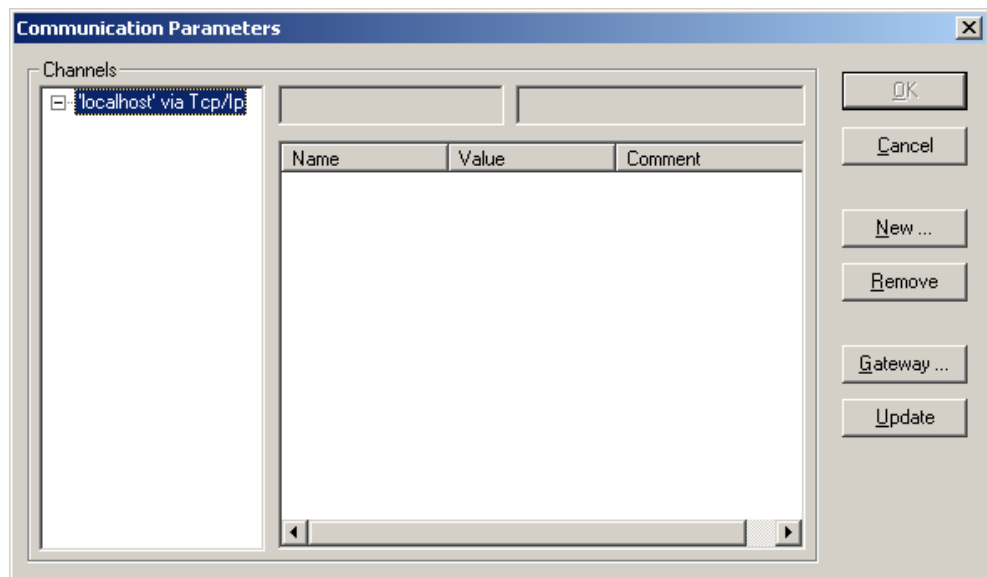 Communication Parameters
Channels
'localhost' via Tcp/Ip
Name Value Comment
OK
Cancel
New ...
Remove
Gateway ...
Update